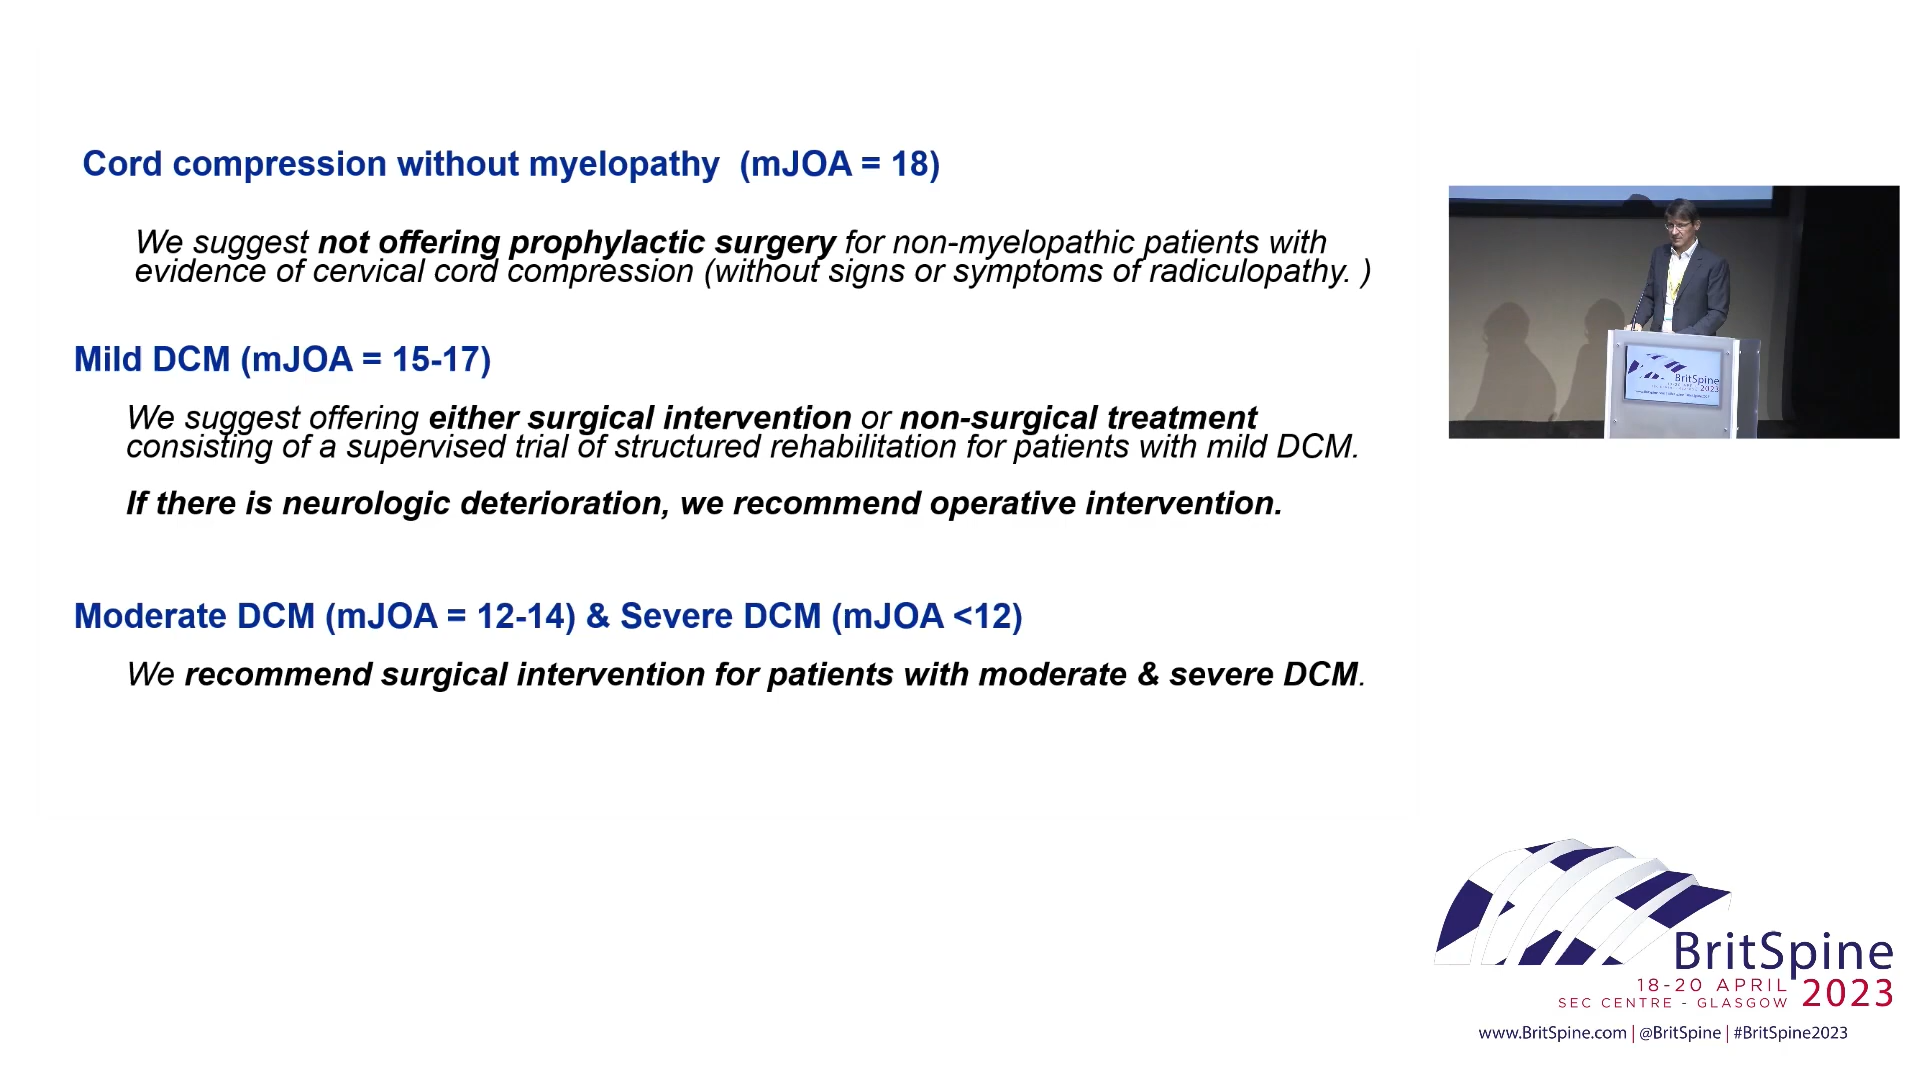 Cord compression without myelopathy (mJOA = 18)
We suggest not offering prophylactic surgery for non-myelopathic patients with
evidence of cervical cord compression (without signs or symptoms of radiculopathy. )
Mild DCM (mJOA = 15-17)
We suggest offering either surgical intervention or non-surgical treatment
consisting of a supervised trial of structured rehabilitation for patients with mild DCM.
If there is neurologic deterioration, we recommend operative intervention.
Moderate DCM (mJOA = 12-14) & Severe DCM (mJOA <12)
We recommend surgical intervention for patients with moderate & severe DCM.
BritSpine
2023
BritSpine
18-20 APRIL 2023
SEC CENTRE - GLASGOW
www.BritSpine.com | @BritSpine | #BritSpine2023